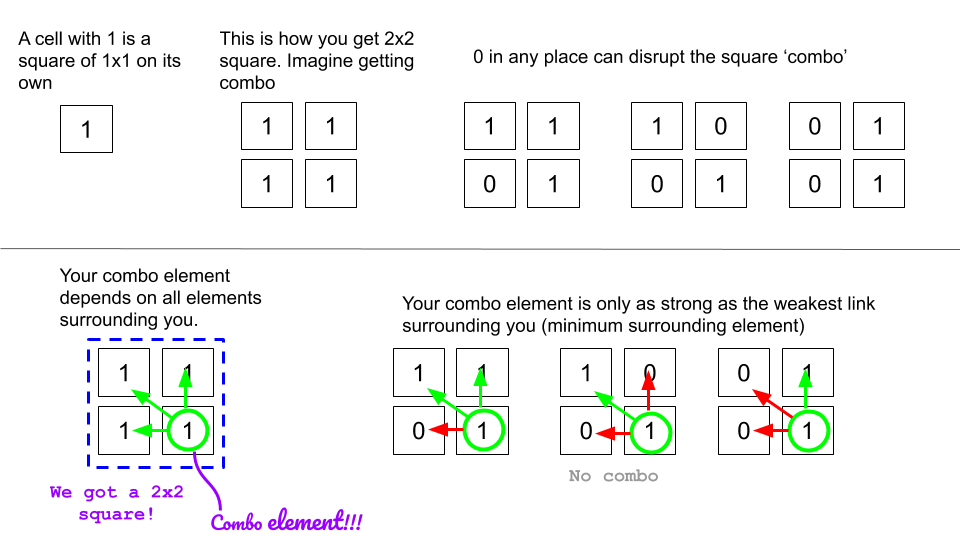 A cell with 1 is a
square of 1x1 on its
own
1
This is how you get 2x2
square. Imagine getting
combo
1 1
1 1
0 in any place can disrupt the square ‘combo’
1 1 1 0 0 1
0 1 0 1 0 1
Your combo element
depends on all elements
surrounding you.
1 1
1 1
We got a 2x2
square!
Combo element!!!
Your combo element is only as strong as the weakest link
surrounding you (minimum surrounding element)
1 1 1 0 0 1
0 1 0 1 0 1
No combo